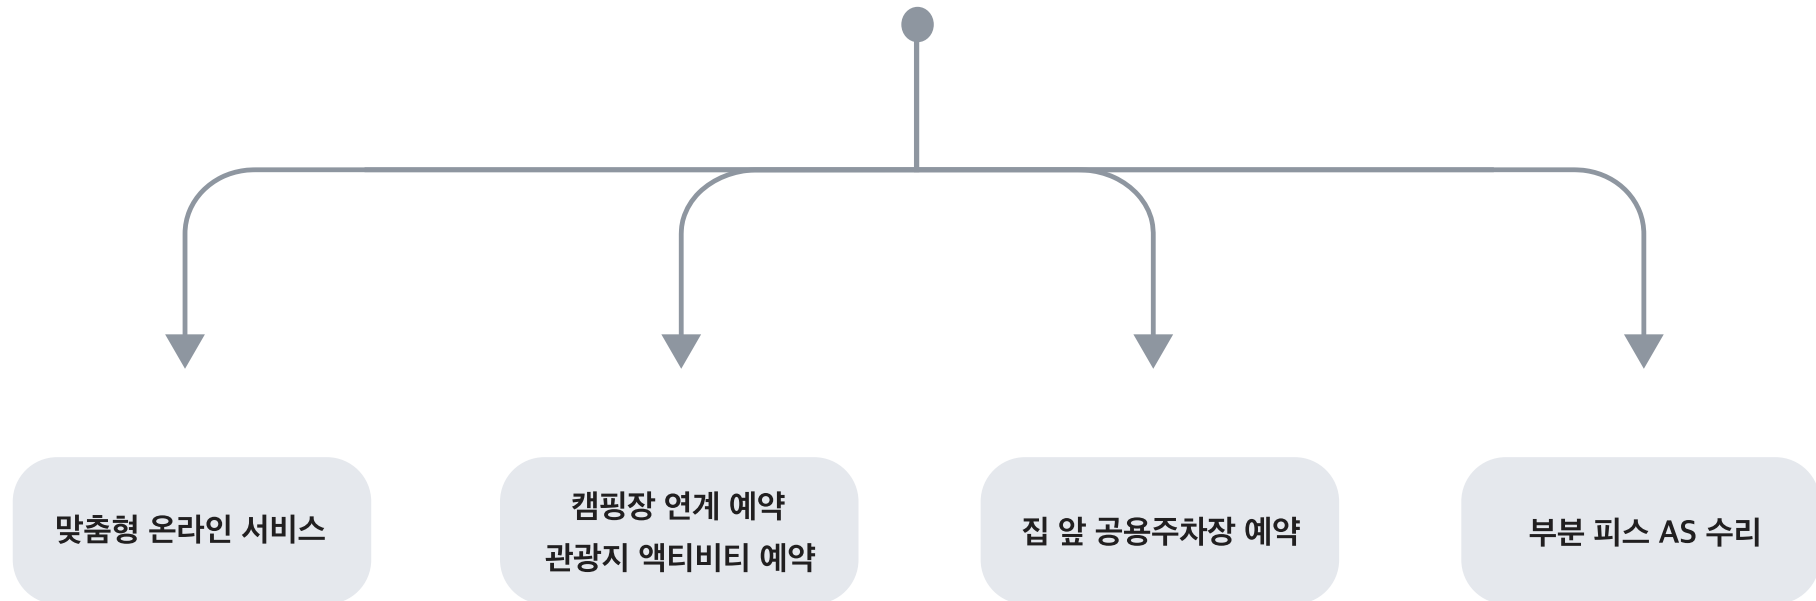 맞춤형 온라인 서비스
캠핑장 연계 예약
관광지 액티비티 예약
집 앞 공용주차장 예약
부분 피스 AS 수리